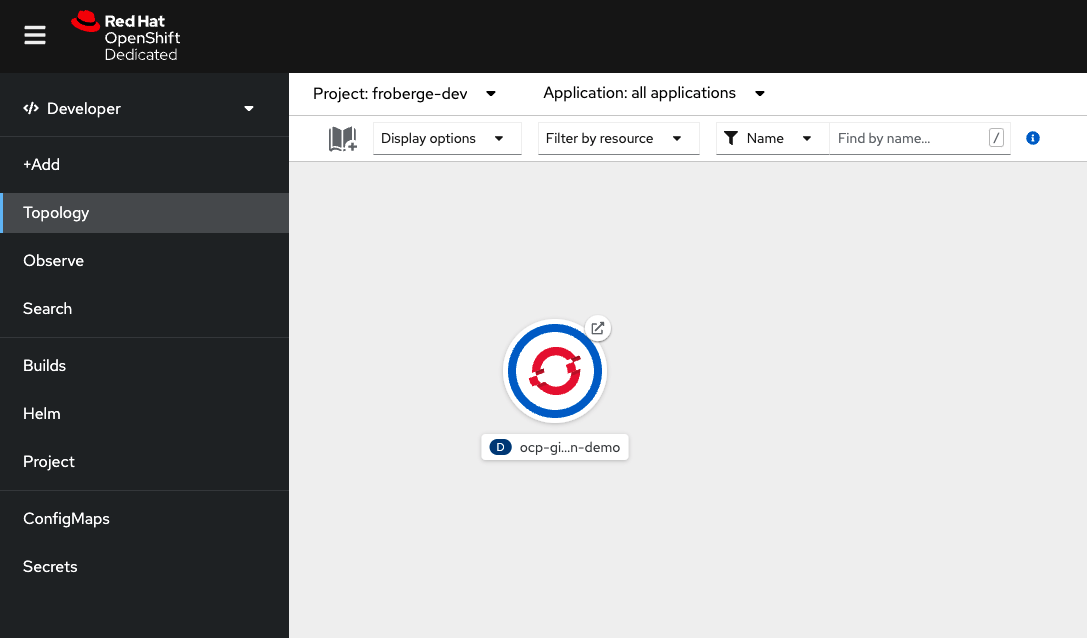 Red Hat
OpenShift
Dedicated
Developer
+Add
Topology
Observe
Search
Builds
Helm
Project
ConfigMaps
Secrets
Project: froberge-dev
Application: all applications
Display options
Filter by resource
Name
Find by name...
/
i
D
ocp-gi...n-demo